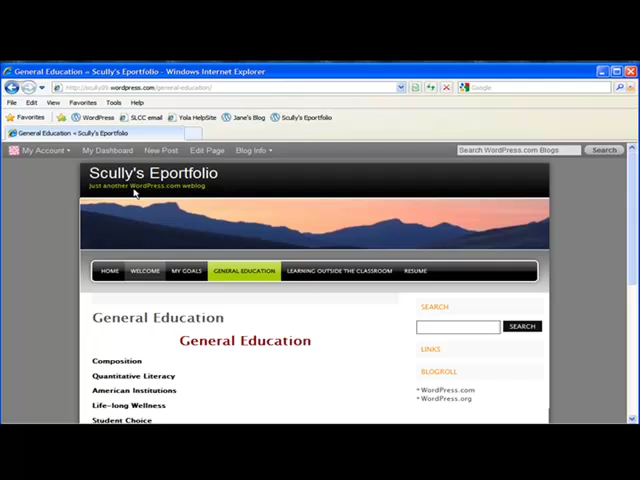 General Education « Scully's Eportfolio - Windows Internet Explorer
http://scully09.wordpress.com/general-education/
Google
File Edit View Favorites Tools Help
Favorites WordPress SLCC email Yola HelpSite Jane's Blog Scully's Eportfolio
General Education « Scully's Eportfolio
My Account My Dashboard New Post Edit Page Blog Info Search WordPress.com Blogs Search
Scully's Eportfolio
Just another WordPress.com weblog
HOME WELCOME MY GOALS GENERAL EDUCATION LEARNING OUTSIDE THE CLASSROOM RESUME
General Education
General Education
Composition
Quantitative Literacy
American Institutions
Life-long Wellness
Student Choice
SEARCH
SEARCH
LINKS
BLOGROLL
WordPress.com
WordPress.org